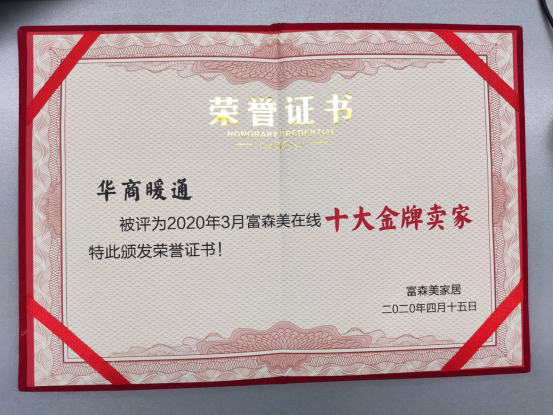 荣誉证书
HONORARY CREDENTIAL
华商暖通
被评为2020年3月富森美在线十大金牌卖家
特此颁发荣誉证书！
富森美家居
二〇二〇年四月十五日